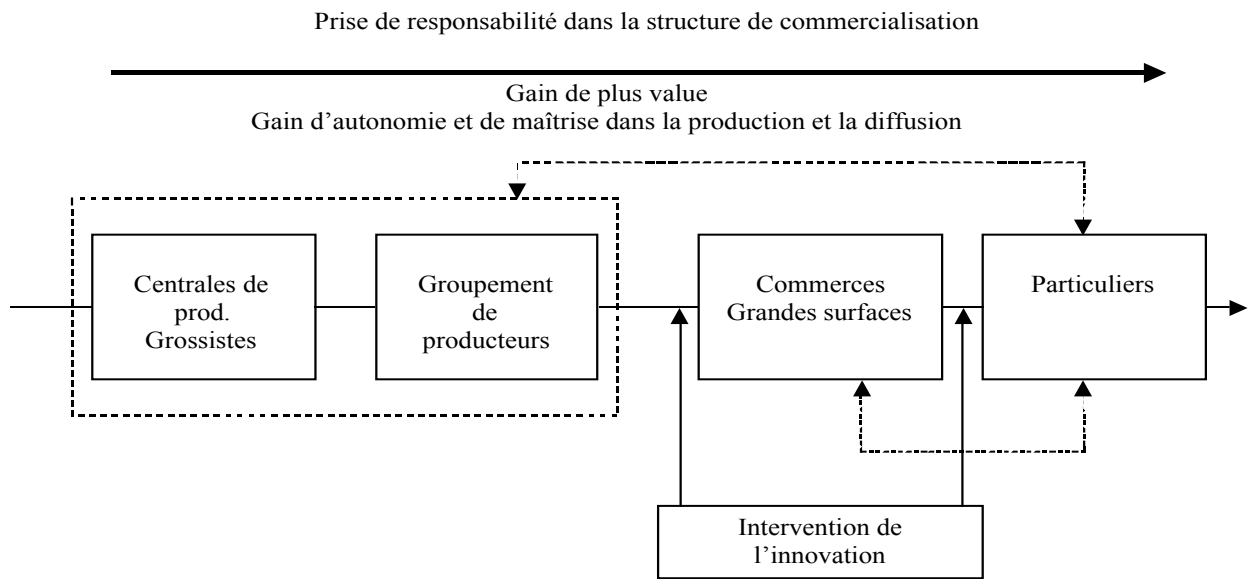 Prise de responsabilité dans la structure de commercialisation
Gain de plus value
Gain d’autonomie et de maîtrise dans la production et la diffusion
Centrales de
prod.
Grossistes
Groupement
de
producteurs
Commerces
Grandes surfaces
Particuliers
Intervention de
l’innovation